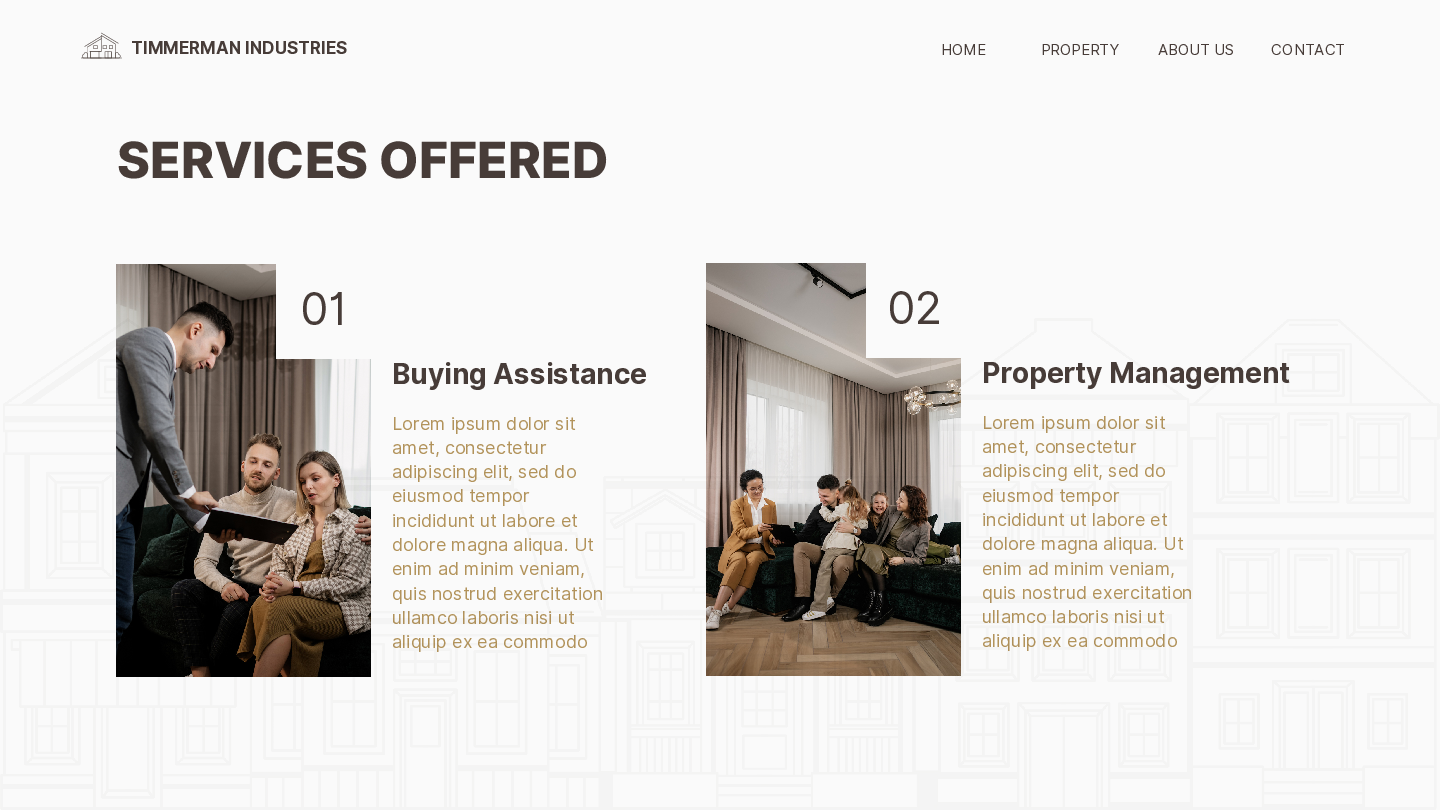 TIMMERMAN INDUSTRIES
HOME
PROPERTY
ABOUT US
CONTACT
SERVICES OFFERED
01
Buying Assistance
Lorem ipsum dolor sit
amet, consectetur
adipiscing elit, sed do
eiusmod tempor
incididunt ut labore et
dolore magna aliqua. Ut
enim ad minim veniam,
quis nostrud exercitation
ullamco laboris nisi ut
aliquip ex ea commodo
02
Property Management
Lorem ipsum dolor sit
amet, consectetur
adipiscing elit, sed do
eiusmod tempor
incididunt ut labore et
dolore magna aliqua. Ut
enim ad minim veniam,
quis nostrud exercitation
ullamco laboris nisi ut
aliquip ex ea commodo